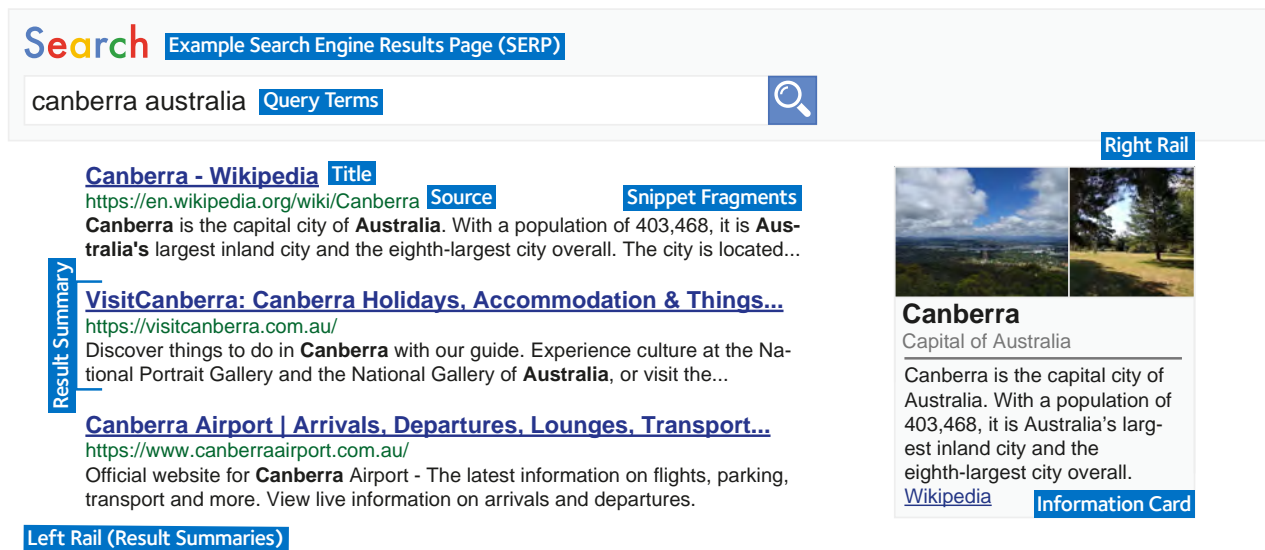 Search Example Search Engine Results Page (SERP)
canberra australia Query Terms
Right Rail
Canberra - Wikipedia Title
https://en.wikipedia.org/wiki/Canberra Source Snippet Fragments
Canberra is the capital city of Australia. With a population of 403,468, it is Aus-
tralia's largest inland city and the eighth-largest city overall. The city is located...
Result Summary
VisitCanberra: Canberra Holidays, Accommodation & Things...
https://visitcanberra.com.au/
Discover things to do in Canberra with our guide. Experience culture at the Na-
tional Portrait Gallery and the National Gallery of Australia, or visit the...
Canberra Airport | Arrivals, Departures, Lounges, Transport...
https://www.canberraairport.com.au/
Official website for Canberra Airport - The latest information on flights, parking,
transport and more. View live information on arrivals and departures.
Left Rail (Result Summaries)
Canberra
Capital of Australia
Canberra is the capital city of
Australia. With a population of
403,468, it is Australia’s larg-
est inland city and the
eighth-largest city overall.
Wikipedia
Information Card